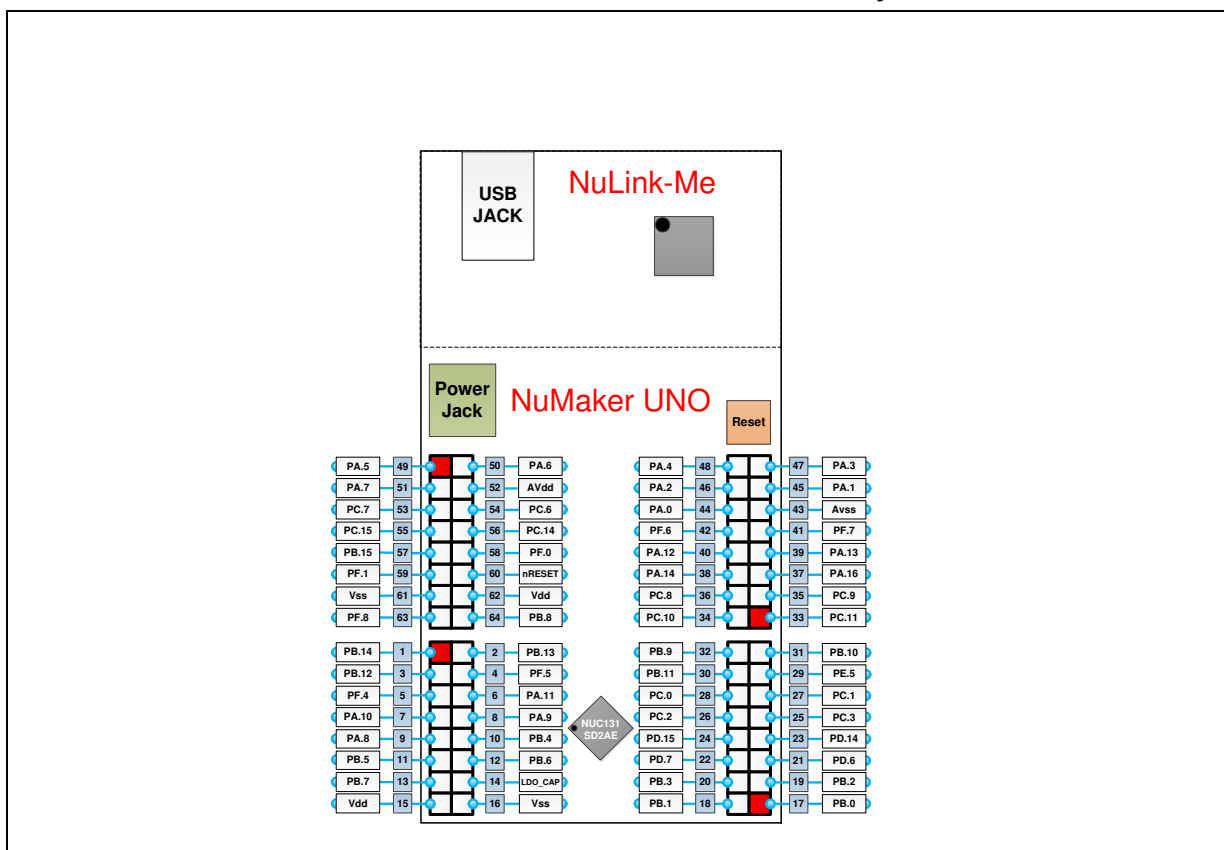 NuLink-Me
USB
JACK
Power
Jack
NuMaker UNO
Reset
PA.5 49 50 PA.6 PA.4 48 47 PA.3
PA.7 51 52 AVdd PA.2 46 45 PA.1
PC.7 53 54 PC.6 PA.0 44 43 Avss
PC.15 55 56 PC.14 PF.6 42 41 PF.7
PB.15 57 58 PF.0 PA.12 40 39 PA.13
PF.1 59 60 nRESET PA.14 38 37 PA.16
Vss 61 62 Vdd PC.8 36 35 PC.9
PF.8 63 64 PB.8 PC.10 34 33 PC.11
PB.14 1 2 PB.13 PB.9 32 31 PB.10
PB.12 3 4 PF.5 PB.11 30 29 PE.5
PF.4 5 6 PA.11 PC.0 28 27 PC.1
PA.10 7 8 PA.9 PC.2 26 25 PC.3
NUC131
SD2AE
PA.8 9 10 PB.4 PD.15 24 23 PD.14
PB.5 11 12 PB.6 PD.7 22 21 PD.6
PB.7 13 14 LDO_CAP PB.3 20 19 PB.2
Vdd 15 16 Vss PB.1 18 17 PB.0